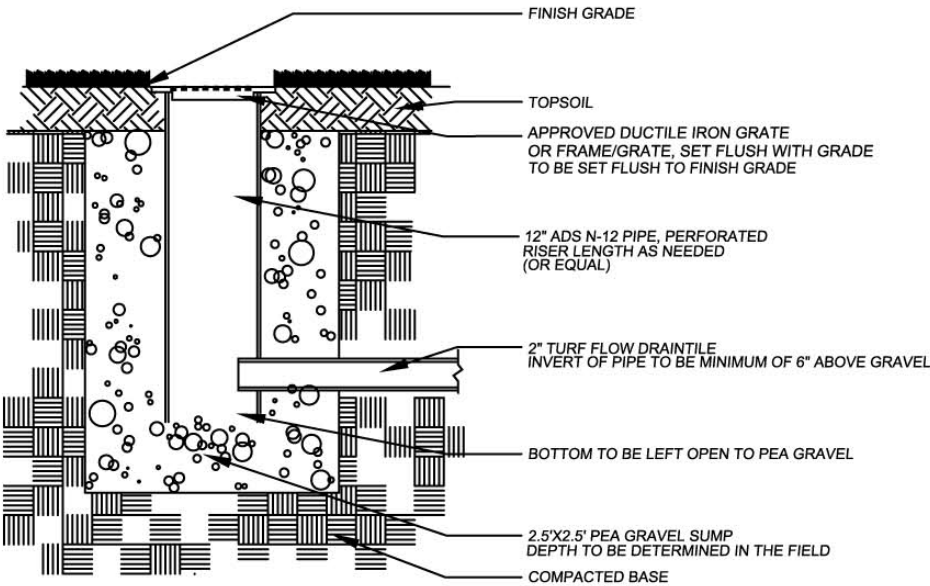 FINISH GRADE
TOPSOIL
APPROVED DUCTILE IRON GRATE
OR FRAME/GRATE, SET FLUSH WITH GRADE
TO BE SET FLUSH TO FINISH GRADE
12" ADS N-12 PIPE, PERFORATED
RISER LENGTH AS NEEDED
(OR EQUAL)
2" TURF FLOW DRAINTILE
INVERT OF PIPE TO BE MINIMUM OF 6" ABOVE GRAVEL
BOTTOM TO BE LEFT OPEN TO PEA GRAVEL
2.5'X2.5' PEA GRAVEL SUMP
DEPTH TO BE DETERMINED IN THE FIELD
COMPACTED BASE